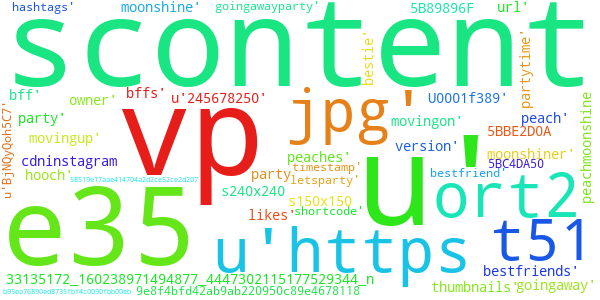 hashtags' moonshine' goingawayparty' 5B89896F url'
scontent
bestie'
partytime'
bff' owner' bffs' u'245678250' U0001f389'
vp
jpg'
party' movingon' peach'
u'BjNQyQoh5C7'
movingup' version' 5BBE2D0A
peachmoonshine
u'
cdninstagram peaches' moonshiner'
hooch' party timestamp' bestfriend' 5BC4DA50
58519e17aae414704a2d2ce52ce2d207 letsparty'
e35 s240x240 s150x150 ort2
likes' shortcode'
u'https t51
bestfriends'
33135172_160238971494877_4447302115177529344_n
thumbnails' goingaway'
9e8f4bfd42ab9ab220950c89e4678118